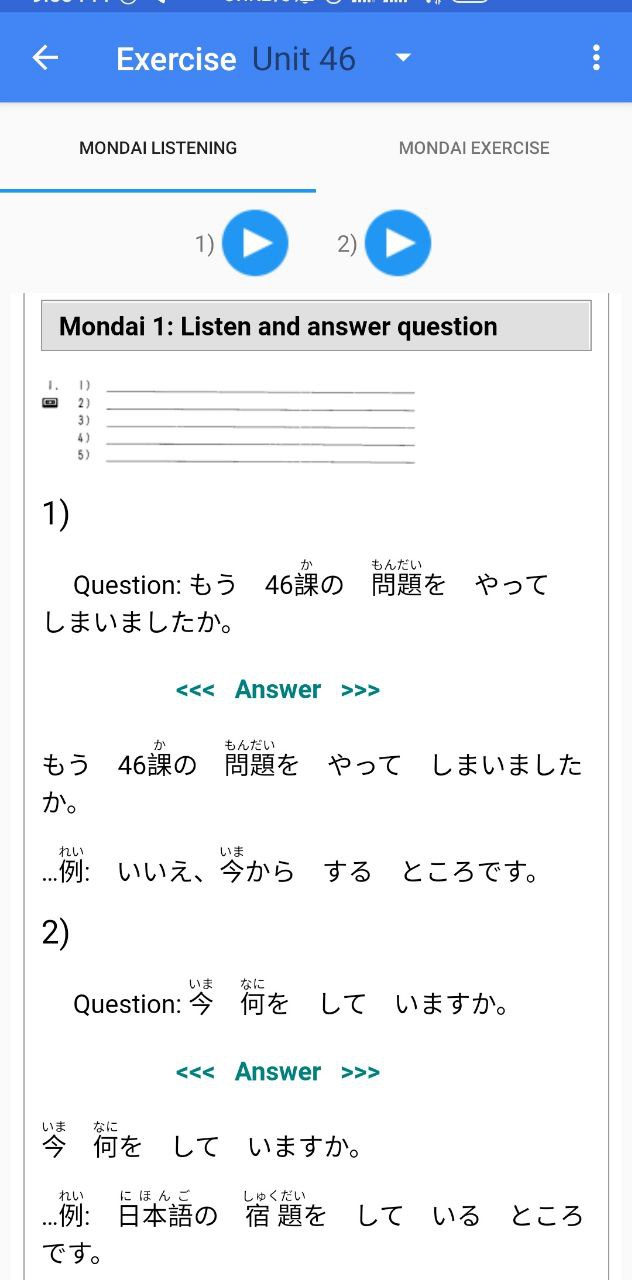 Exercise Unit 46
MONDAI LISTENING MONDAI EXERCISE
1) 2)
Mondai 1: Listen and answer question
1. 1)
2)
3)
4)
5)
1)
か もんだい
Question: もう 46課の 問題を やって
しまいましたか。
<<< Answer >>>
か もんだい
もう 46課の 問題を やって しまいました
か。
れい いま
...例: いいえ、今から する ところです。
2)
いま なに
Question: 今 何を して いますか。
<<< Answer >>>
いま なに
今 何を して いますか。
れい にほんご しゅくだい
...例: 日本語の 宿題を して いる ところ
です。